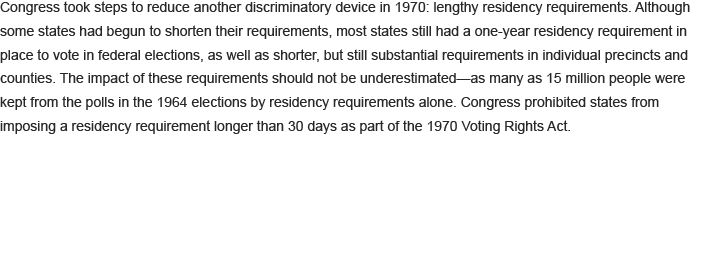 Congress took steps to reduce another discriminatory device in 1970: lengthy residency requirements. Although
some states had begun to shorten their requirements, most states still had a one-year residency requirement in
place to vote in federal elections, as well as shorter, but still substantial requirements in individual precincts and
counties. The impact of these requirements should not be underestimated—as many as 15 million people were
kept from the polls in the 1964 elections by residency requirements alone. Congress prohibited states from
imposing a residency requirement longer than 30 days as part of the 1970 Voting Rights Act.